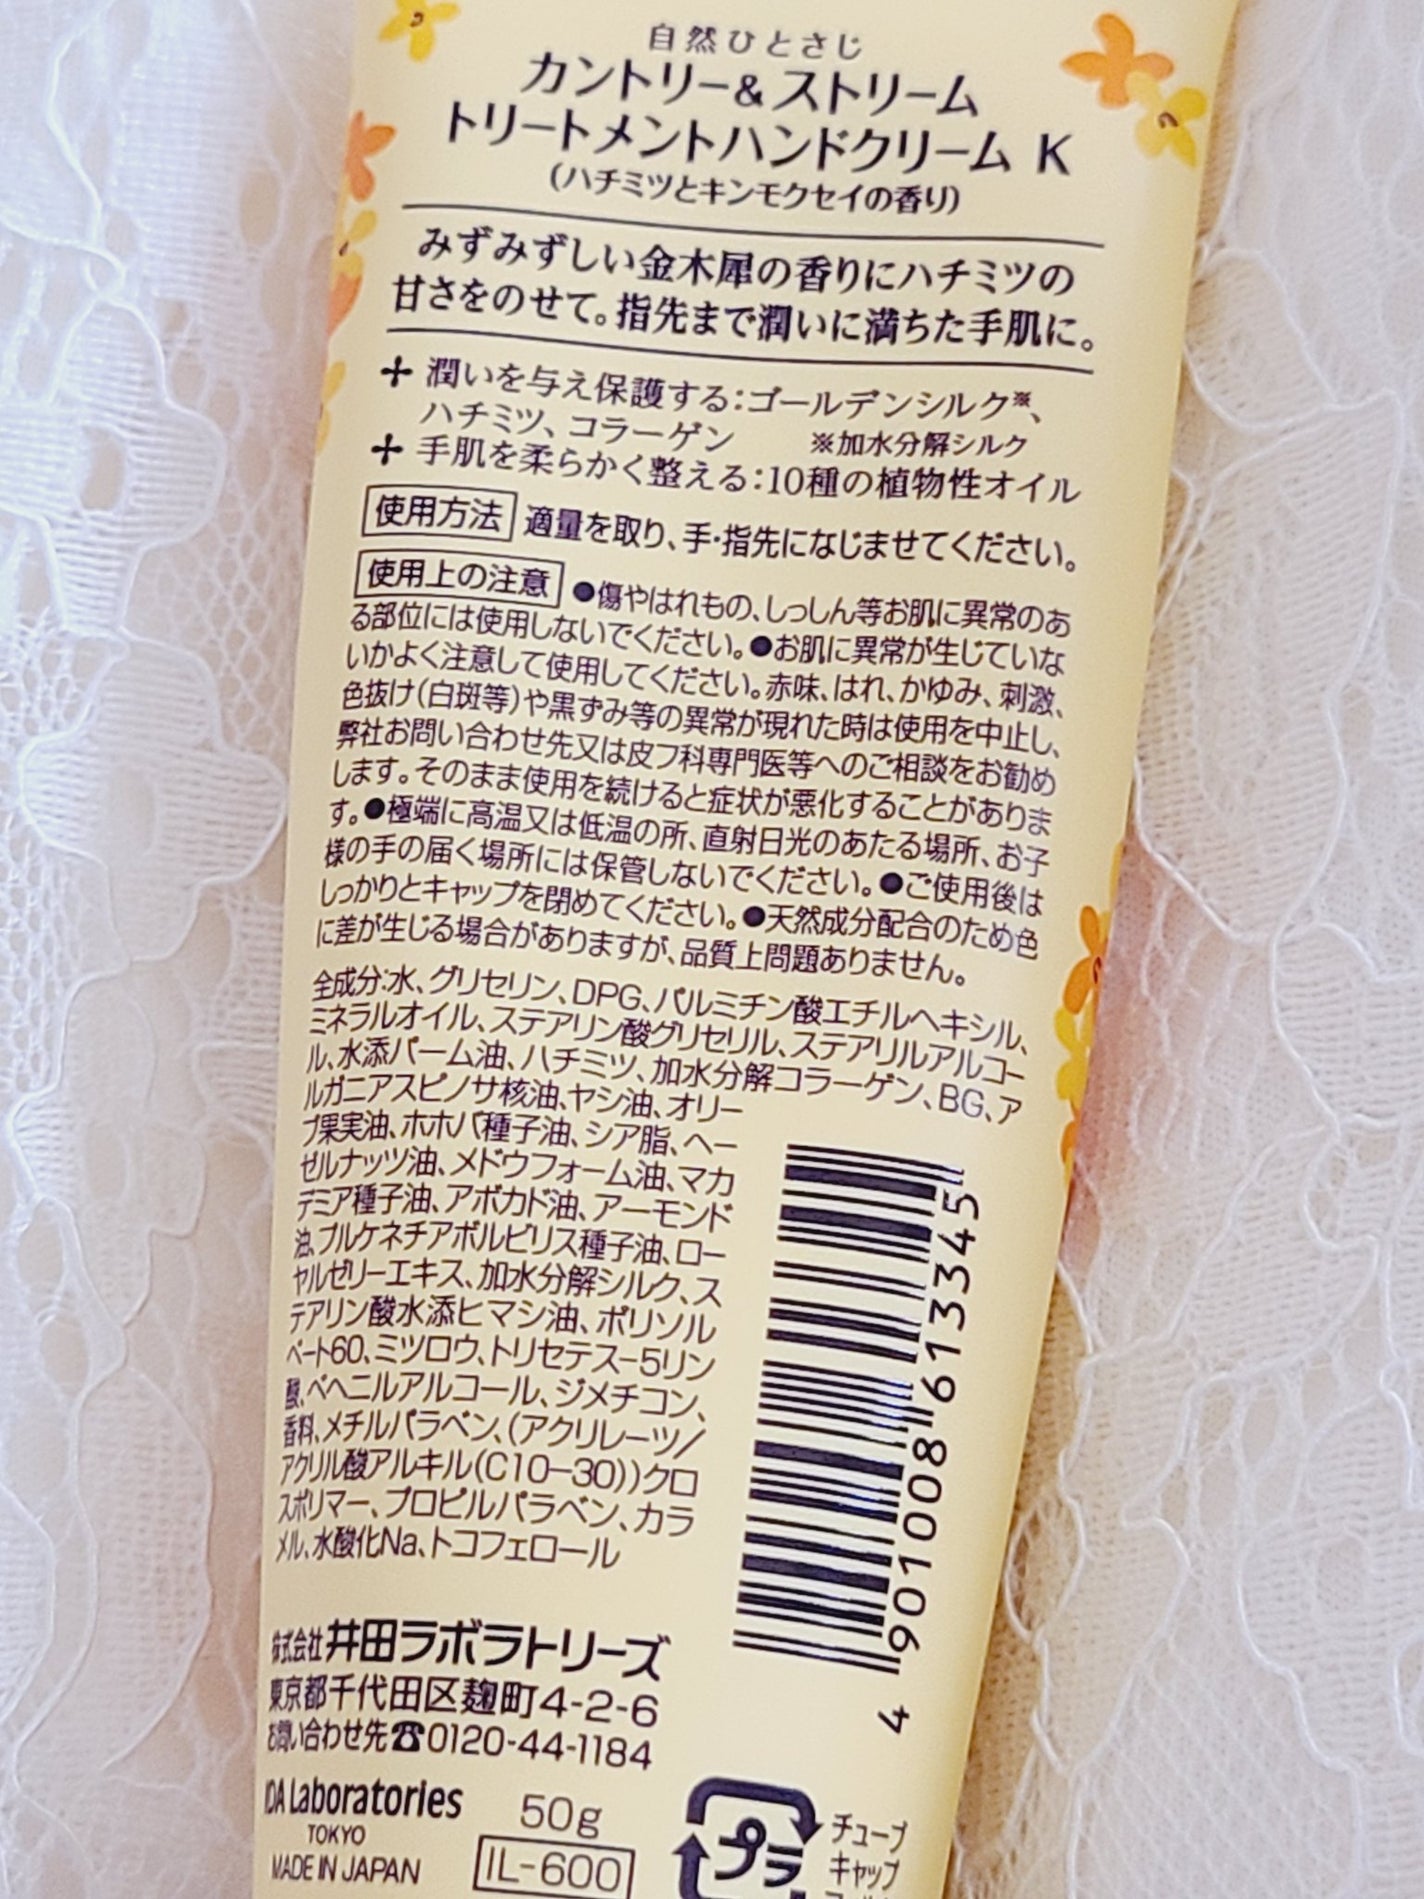 自然ひとさじ
カントリー&ストリーム
トリートメントハンドクリーム K
(ハチミツとキンモクセイの香り)
みずみずしい金木犀の香りにハチミツの
甘さをのせて。指先まで潤いに満ちた手肌に。
✢ 潤いを与え保護する:ゴールデンシルク※、
ハチミツ、コラーゲン ※加水分解シルク
✢ 手肌を柔らかく整える:10種の植物性オイル
使用方法 適量を取り、手・指先になじませてください。
使用上の注意 ●傷やはれもの、しっしん等お肌に異常のあ
る部位には使用しないでください。●お肌に異常が生じていな
いかよく注意して使用してください。赤味、はれ、かゆみ、刺激、
色抜け(白斑等)や黒ずみ等の異常が現れた時は使用を中止し、
弊社お問い合わせ先又は皮フ科専門医等へのご相談をお勧め
します。そのまま使用を続けると症状が悪化することがありま
す。●極端に高温又は低温の所、直射日光のあたる場所、お子
様の手の届く場所には保管しないでください。●ご使用後は
しっかりとキャップを閉めてください。●天然成分配合のため色
に差が生じる場合がありますが、品質上問題ありません。
全成分:水、グリセリン、DPG、パルミチン酸エチルヘキシル、
ミネラルオイル、ステアリン酸グリセリル、ステアリルアルコー
ル、水添パーム油、ハチミツ、加水分解コラーゲン、BG、ア
ルガニアスピノサ核油、ヤシ油、オリー
ブ果実油、ホホバ種子油、シア脂、ヘー
ゼルナッツ油、メドウフォーム油、マカ
デミア種子油、アボカド油、アーモンド
油、プルケネチアボルビリス種子油、ロー
ヤルゼリーエキス、加水分解シルク、ス
テアリン酸水添ヒマシ油、ポリソル
ベート60、ミツロウ、トリセテス-5リン
酸、ベヘニルアルコール、ジメチコン、
香料、メチルパラベン、(アクリレーツ/
アクリル酸アルキル(C10-30))クロ
スポリマー、プロピルパラベン、カラ
メル、水酸化Na、トコフェロール
4 901008 613345
株式会社 井田ラボラトリーズ
東京都千代田区麹町4-2-6
お問い合わせ先☎0120-44-1184
IDA Laboratories
TOKYO
MADE IN JAPAN
50g
IL-600
プラ
チューブ
キャップ